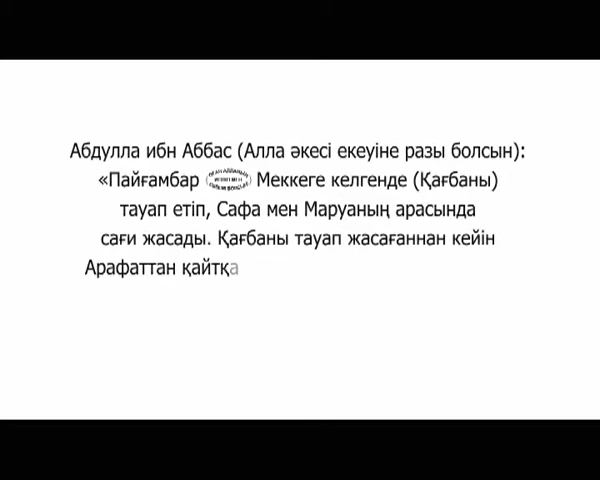 Абдулла ибн Аббас (Алла әкесі екеуіне разы болсын):
«Пайғамбар Меккеге келгенде (Қағбаны)
тауап етіп, Сафа мен Маруаның арасында
сағи жасады. Қағбаны тауап жасағаннан кейін
Арафаттан қайтқа